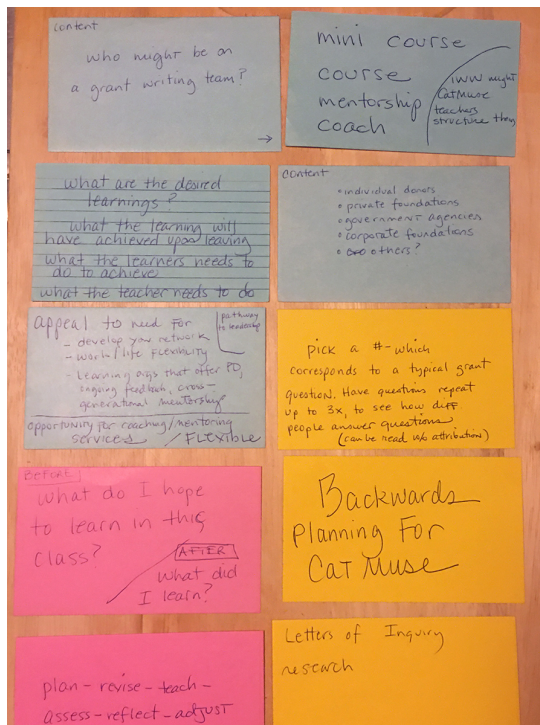 content
who might be on
a grant writing team?
→
mini course
course
mentorship
coach
IWW might
CatMuse
teachers
structure they
what are the desired
learnings?
what the learning will
have achieved upon leaving
what the learners needs to
do to achieve
what the teacher needs to do
content
• individual donors
• private foundations
• government agencies
• corporate foundations
• others?
appeal to need for
- develop your network
- work/life flexibility
- Learning orgs that offer PD,
ongoing feedback, cross-
generational mentorship
pathway
to leadership
opportunity for coaching/mentoring
services / FLEXIBLE
pick a # - which
corresponds to a typical grant
question. Have questions repeat
up to 3x, to see how diff
people answer questions
(can be read w/o attribution)
BEFORE
what do I hope
to learn in this
class?
AFTER
what did
I learn?
Backwards
Planning For
Cat Muse
plan - revise - teach -
assess - reflect - adjust
Letters of Inquiry
research